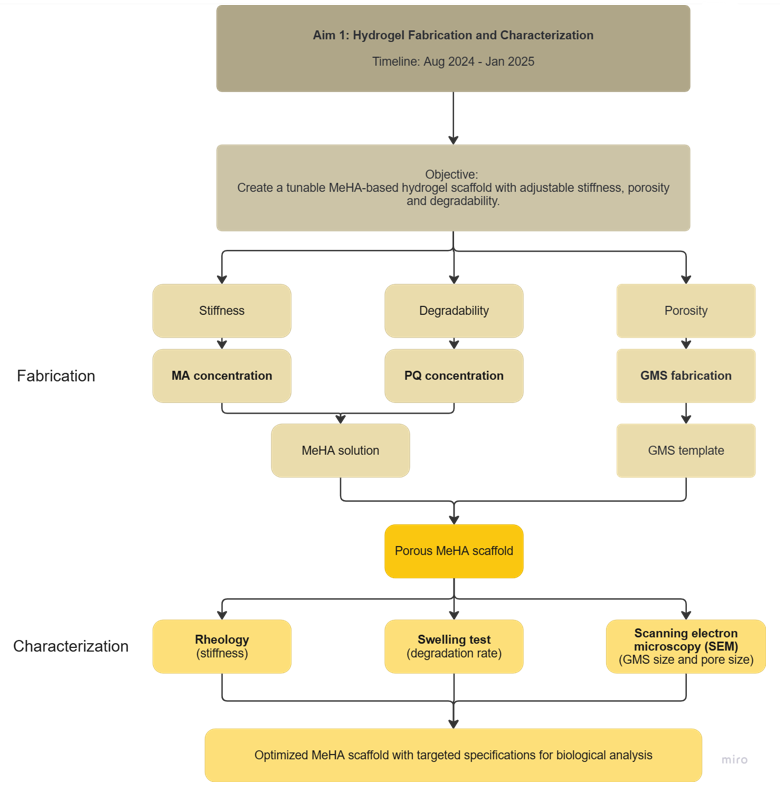 Aim 1: Hydrogel Fabrication and Characterization
Timeline: Aug 2024 - Jan 2025
Objective:
Create a tunable MeHA-based hydrogel scaffold with adjustable stiffness, porosity
and degradability.
Stiffness
Degradability
Porosity
Fabrication
MA concentration
PQ concentration
GMS fabrication
MeHA solution
GMS template
Porous MeHA scaffold
Characterization
Rheology
(stiffness)
Swelling test
(degradation rate)
Scanning electron
microscopy (SEM)
(GMS size and pore size)
Optimized MeHA scaffold with targeted specifications for biological analysis
miro